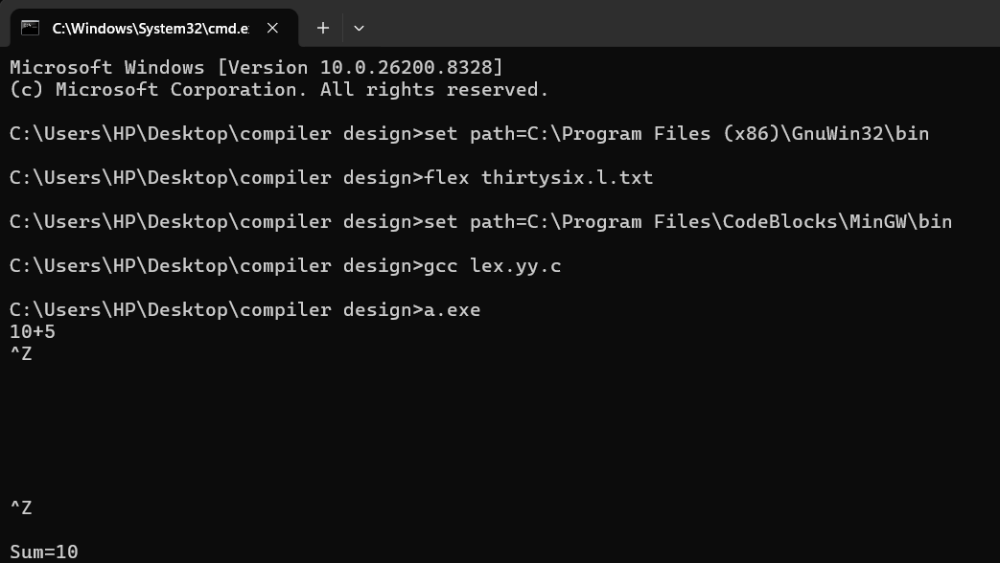 C:\Windows\System32\cmd.e
Microsoft Windows [Version 10.0.26200.8328]
(c) Microsoft Corporation. All rights reserved.
C:\Users\HP\Desktop\compiler design>set path=C:\Program Files (x86)\GnuWin32\bin
C:\Users\HP\Desktop\compiler design>flex thirtysix.l.txt
C:\Users\HP\Desktop\compiler design>set path=C:\Program Files\CodeBlocks\MinGW\bin
C:\Users\HP\Desktop\compiler design>gcc lex.yy.c
C:\Users\HP\Desktop\compiler design>a.exe
10+5
^Z
^Z
Sum=10